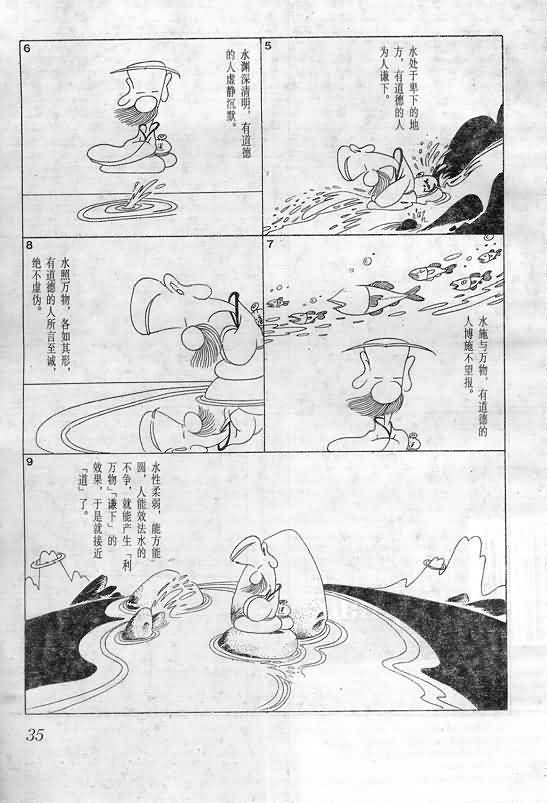 5
水处于卑下的地
方，有道德的人
为人谦下。
道
6
水渊深清明，有道德
的人虚静沉默。
道
7
水施与万物，有道德的
人博施不望报。
8
水照万物，各如其形，
有道德的人所言至诚，
绝不虚伪。
9
水性柔弱，能方能
圆，人能效法水的
不争，就能产生「利
万物」「谦下」的
效果，于是就接近
「道」了。
35